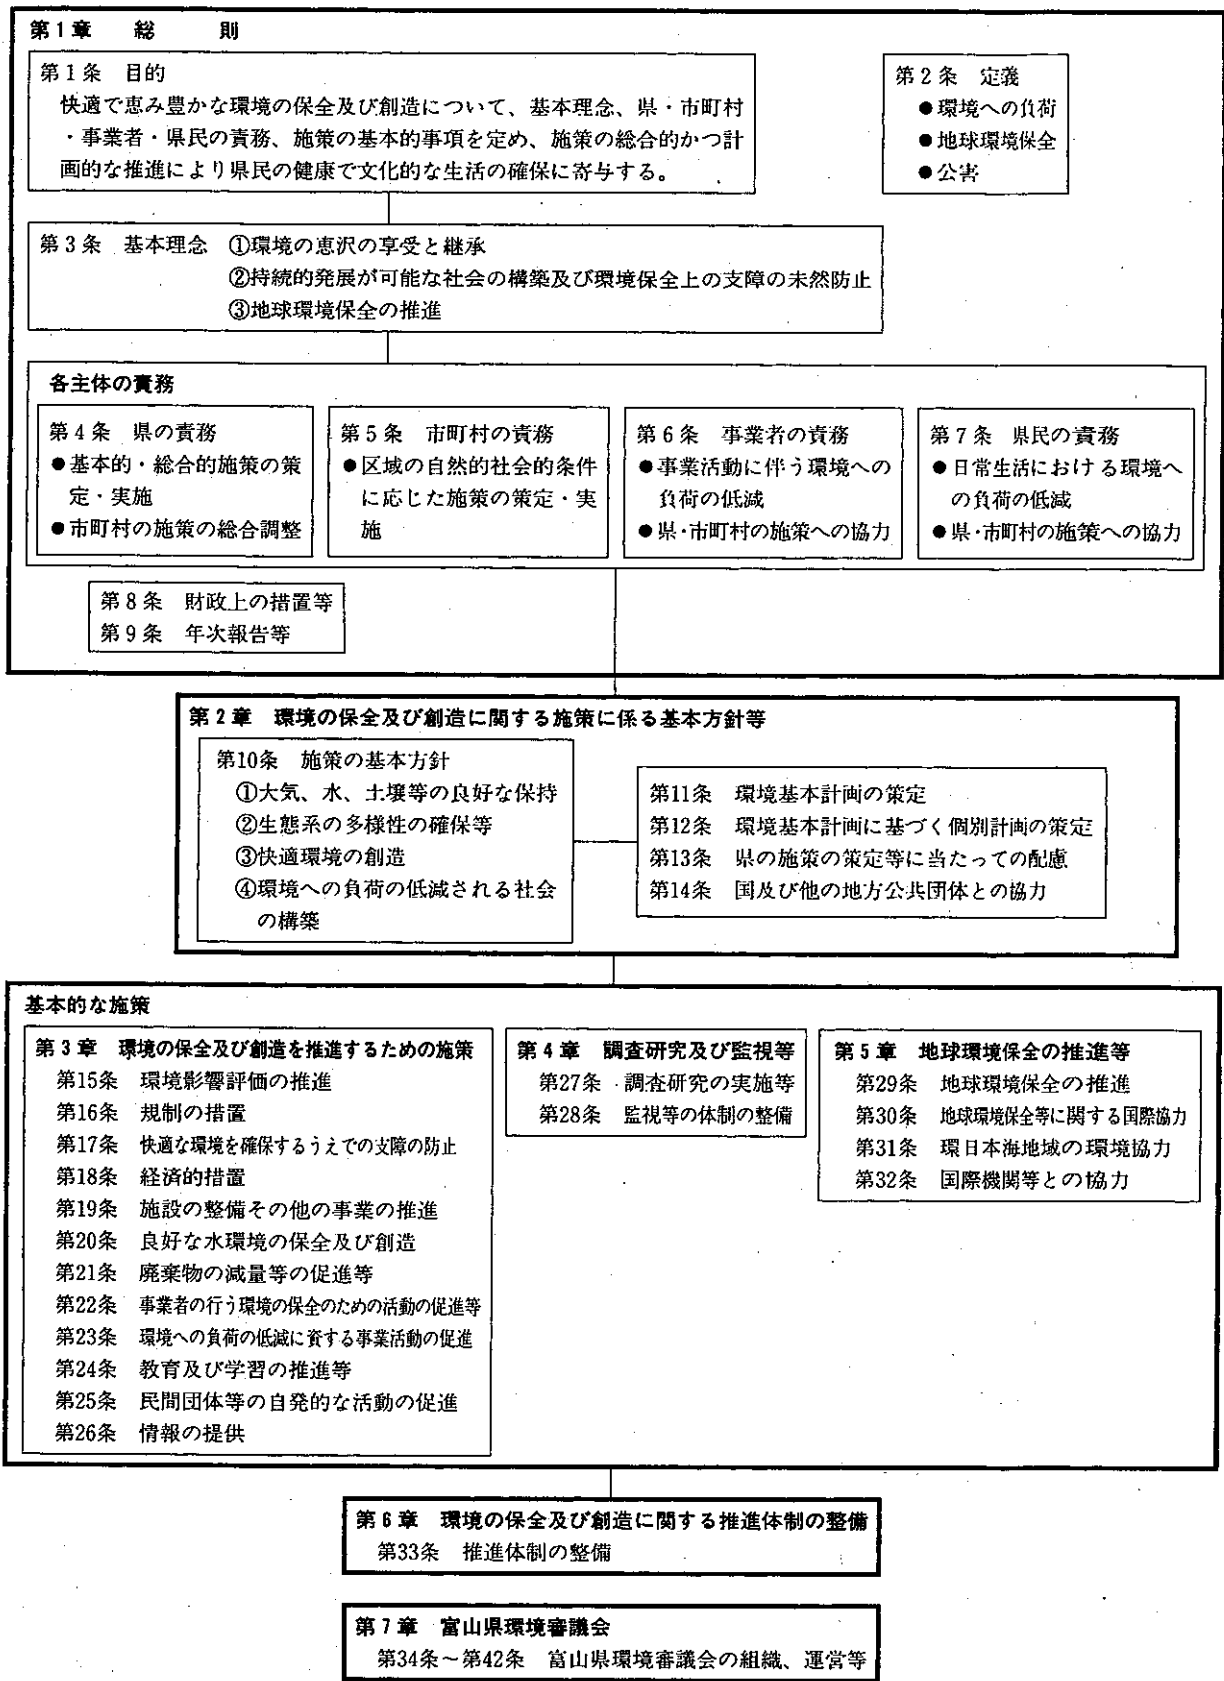 第1章　総　則
第1条　目的
快適で恵み豊かな環境の保全及び創造について、基本理念、県・市町村
・事業者・県民の責務、施策の基本的事項を定め、施策の総合的かつ計
画的な推進により県民の健康で文化的な生活の確保に寄与する。
第2条　定義
●環境への負荷
●地球環境保全
●公害
第3条　基本理念　①環境の恵沢の享受と継承
②持続的発展が可能な社会の構築及び環境保全上の支障の未然防止
③地球環境保全の推進
各主体の責務
第4条　県の責務
●基本的・総合的施策の策
定・実施
●市町村の施策の総合調整
第5条　市町村の責務
●区域の自然的社会的条件
に応じた施策の策定・実
施
第6条　事業者の責務
●事業活動に伴う環境への
負荷の低減
●県・市町村の施策への協力
第7条　県民の責務
●日常生活における環境へ
の負荷の低減
●県・市町村の施策への協力
第8条　財政上の措置等
第9条　年次報告等
第2章　環境の保全及び創造に関する施策に係る基本方針等
第10条　施策の基本方針
①大気、水、土壌等の良好な保持
②生態系の多様性の確保等
③快適環境の創造
④環境への負荷の低減される社会
の構築
第11条　環境基本計画の策定
第12条　環境基本計画に基づく個別計画の策定
第13条　県の施策の策定等に当たっての配慮
第14条　国及び他の地方公共団体との協力
基本的な施策
第3章　環境の保全及び創造を推進するための施策
第15条　環境影響評価の推進
第16条　規制の措置
第17条　快適な環境を確保するうえでの支障の防止
第18条　経済的措置
第19条　施設の整備その他の事業の推進
第20条　良好な水環境の保全及び創造
第21条　廃棄物の減量等の促進等
第22条　事業者の行う環境の保全のための活動の促進等
第23条　環境への負荷の低減に資する事業活動の促進
第24条　教育及び学習の推進等
第25条　民間団体等の自発的な活動の促進
第26条　情報の提供
第4章　調査研究及び監視等
第27条　調査研究の実施等
第28条　監視等の体制の整備
第5章　地球環境保全の推進等
第29条　地球環境保全の推進
第30条　地球環境保全等に関する国際協力
第31条　環日本海地域の環境協力
第32条　国際機関等との協力
第6章　環境の保全及び創造に関する推進体制の整備
第33条　推進体制の整備
第7章　富山県環境審議会
第34条～第42条　富山県環境審議会の組織、運営等